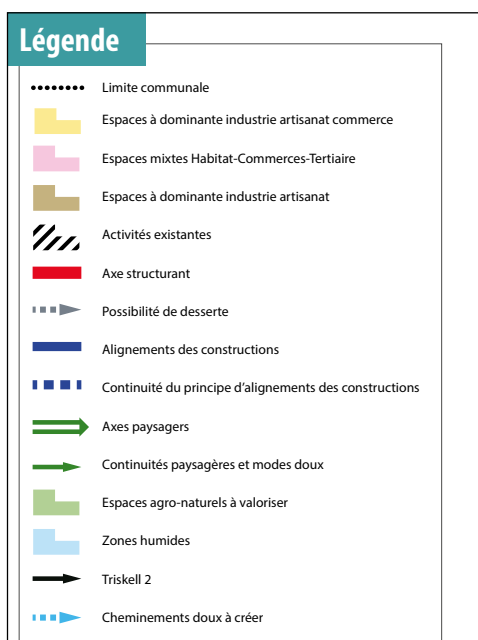 Légende
Limite communale
Espaces à dominante industrie artisanat commerce
Espaces mixtes Habitat-Commerces-Tertiaire
Espaces à dominante industrie artisanat
Activités existantes
Axe structurant
Possibilité de desserte
Alignements des constructions
Continuité du principe d’alignements des constructions
Axes paysagers
Continuités paysagères et modes doux
Espaces agro-naturels à valoriser
Zones humides
Triskell 2
Cheminements doux à créer